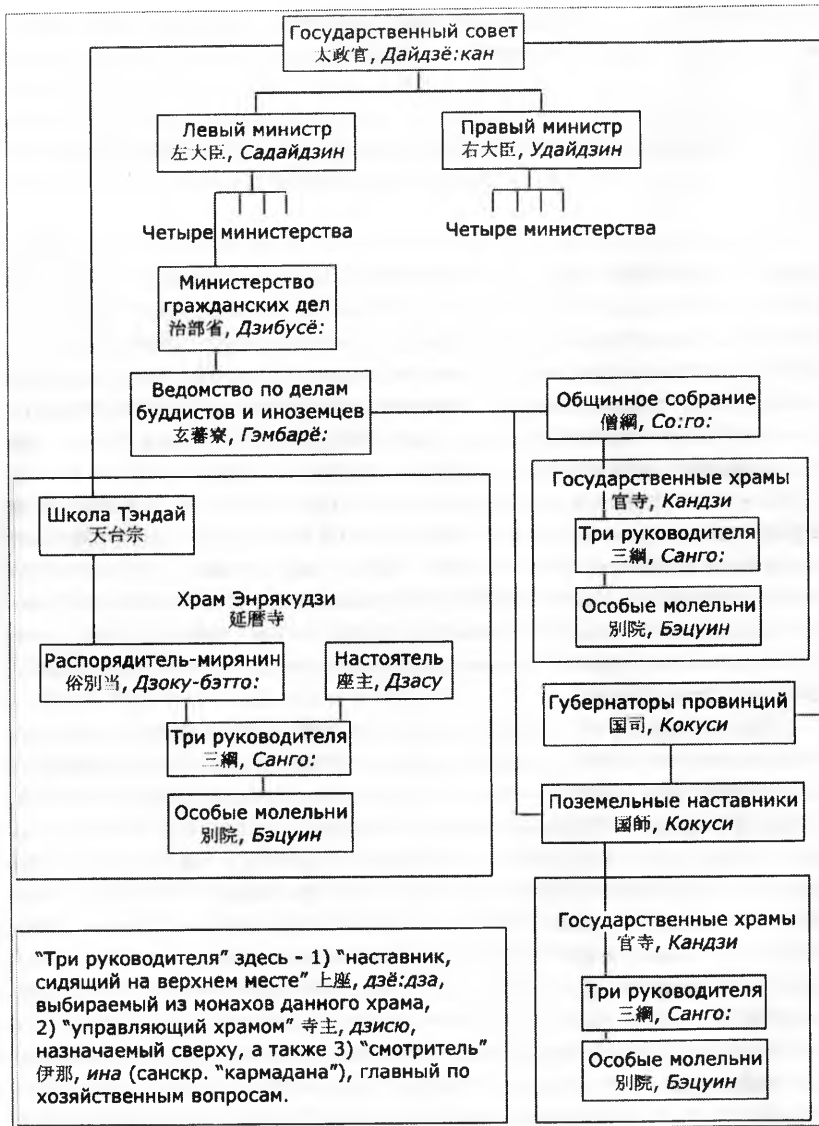 Государственный совет
太政官, Дайдзё:кан
Левый министр
左大臣, Садайдзин
Правый министр
右大臣, Удайдзин
Четыре министерства
Четыре министерства
Министерство
гражданских дел
治部省, Дзибусё:
Ведомство по делам
буддистов и иноземцев
玄蕃寮, Гэмбарё:
Общинное собрание
僧綱, Со:го:
Государственные храмы
官寺, Кандзи
Три руководителя
三綱, Санго:
Особые молельни
別院, Бэцуин
Школа Тэндай
天台宗
Храм Энрякудзи
延暦寺
Распорядитель-мирянин
俗別当, Дзоку-бэтто:
Настоятель
座主, Дзасу
Три руководителя
三綱, Санго:
Особые молельни
別院, Бэцуин
Губернаторы провинций
国司, Кокуси
Поземельные наставники
国師, Кокуси
Государственные храмы
官寺, Кандзи
Три руководителя
三綱, Санго:
Особые молельни
別院, Бэцуин
"Три руководителя" здесь - 1) "наставник,
сидящий на верхнем месте" 上座, дзё:дза,
выбираемый из монахов данного храма,
2) "управляющий храмом" 寺主, дзисю,
назначаемый сверху, а также 3) "смотритель"
伊那, ина (санскр. "кармадана"), главный по
хозяйственным вопросам.